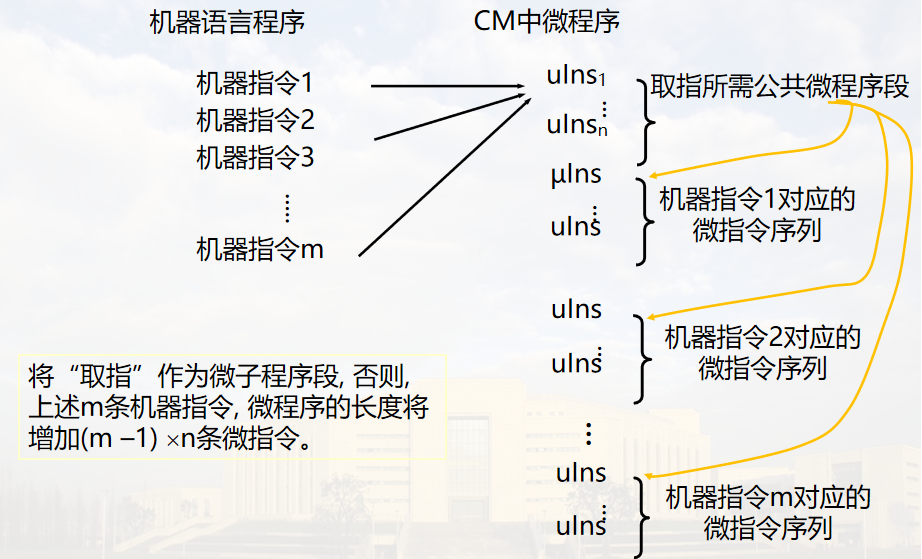 机器语言程序
CM中微程序
机器指令1
机器指令2
机器指令3
……
机器指令m
uIns1
⋮
uInsn
取指所需公共微程序段
μIns
⋮
uIns
机器指令1对应的
微指令序列
uIns
⋮
uIns
机器指令2对应的
微指令序列
⋮
uIns
⋮
uIns
机器指令m对应的
微指令序列
将“取指”作为微子程序段, 否则,
上述m条机器指令, 微程序的长度将
增加(m –1) ×n条微指令。